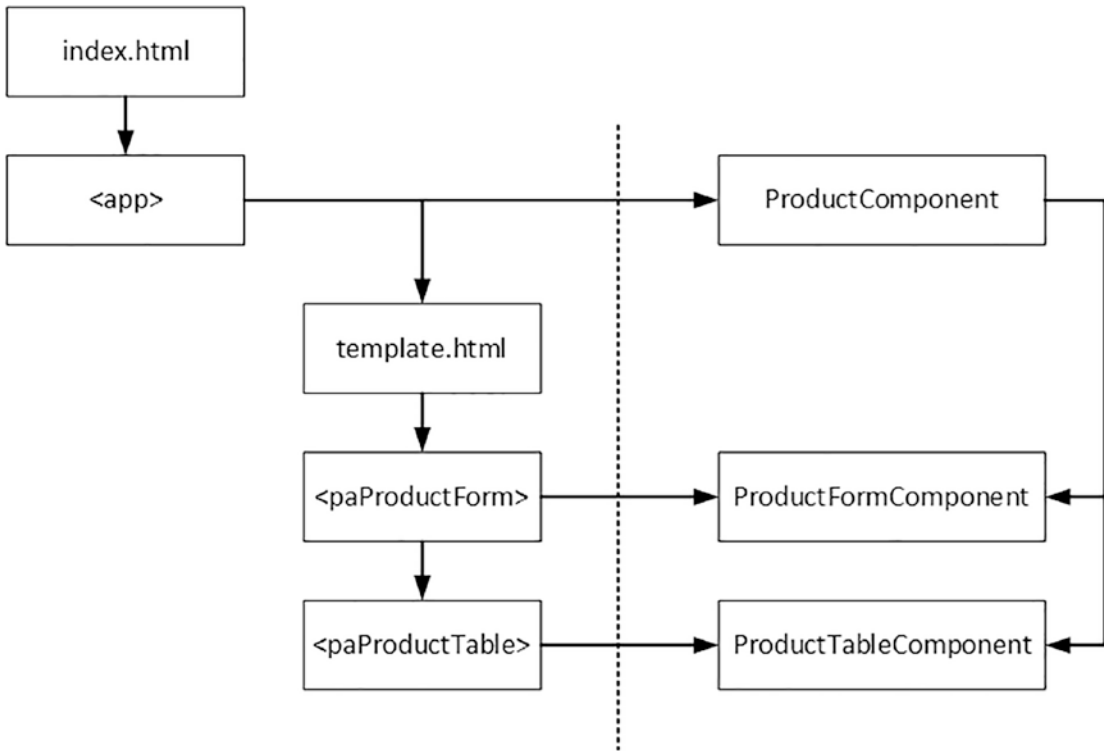 index.html
<app>
ProductComponent
template.html
<paProductForm>
ProductFormComponent
<paProductTable>
ProductTableComponent